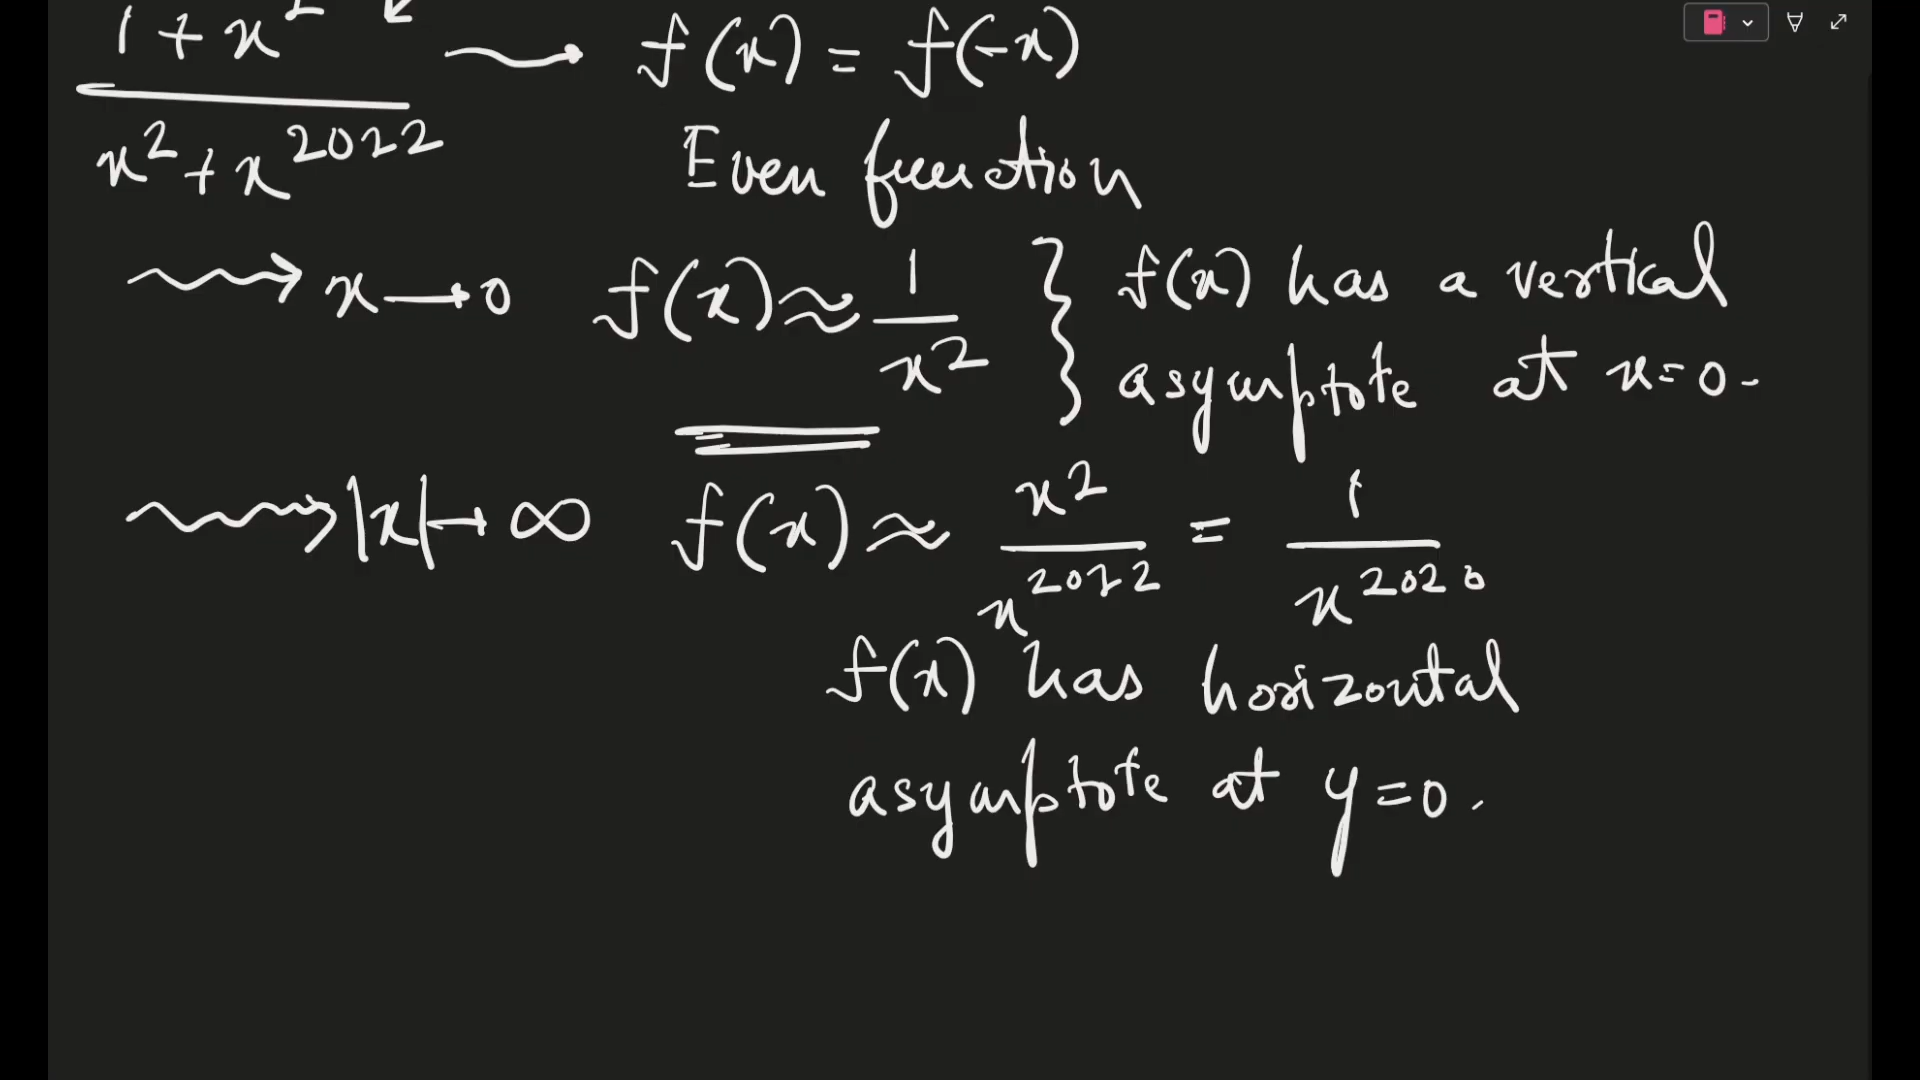 1 + x² → f(x) = f(-x)
x² + x²⁰²² Even function
→ x → 0 f(x) ≈ 1/x² } f(x) has a vertical
asymptote at x=0.
→ |x| → ∞ f(x) ≈ x²/x²⁰²² = 1/x²⁰²⁰
f(x) has horizontal
asymptote at y=0.